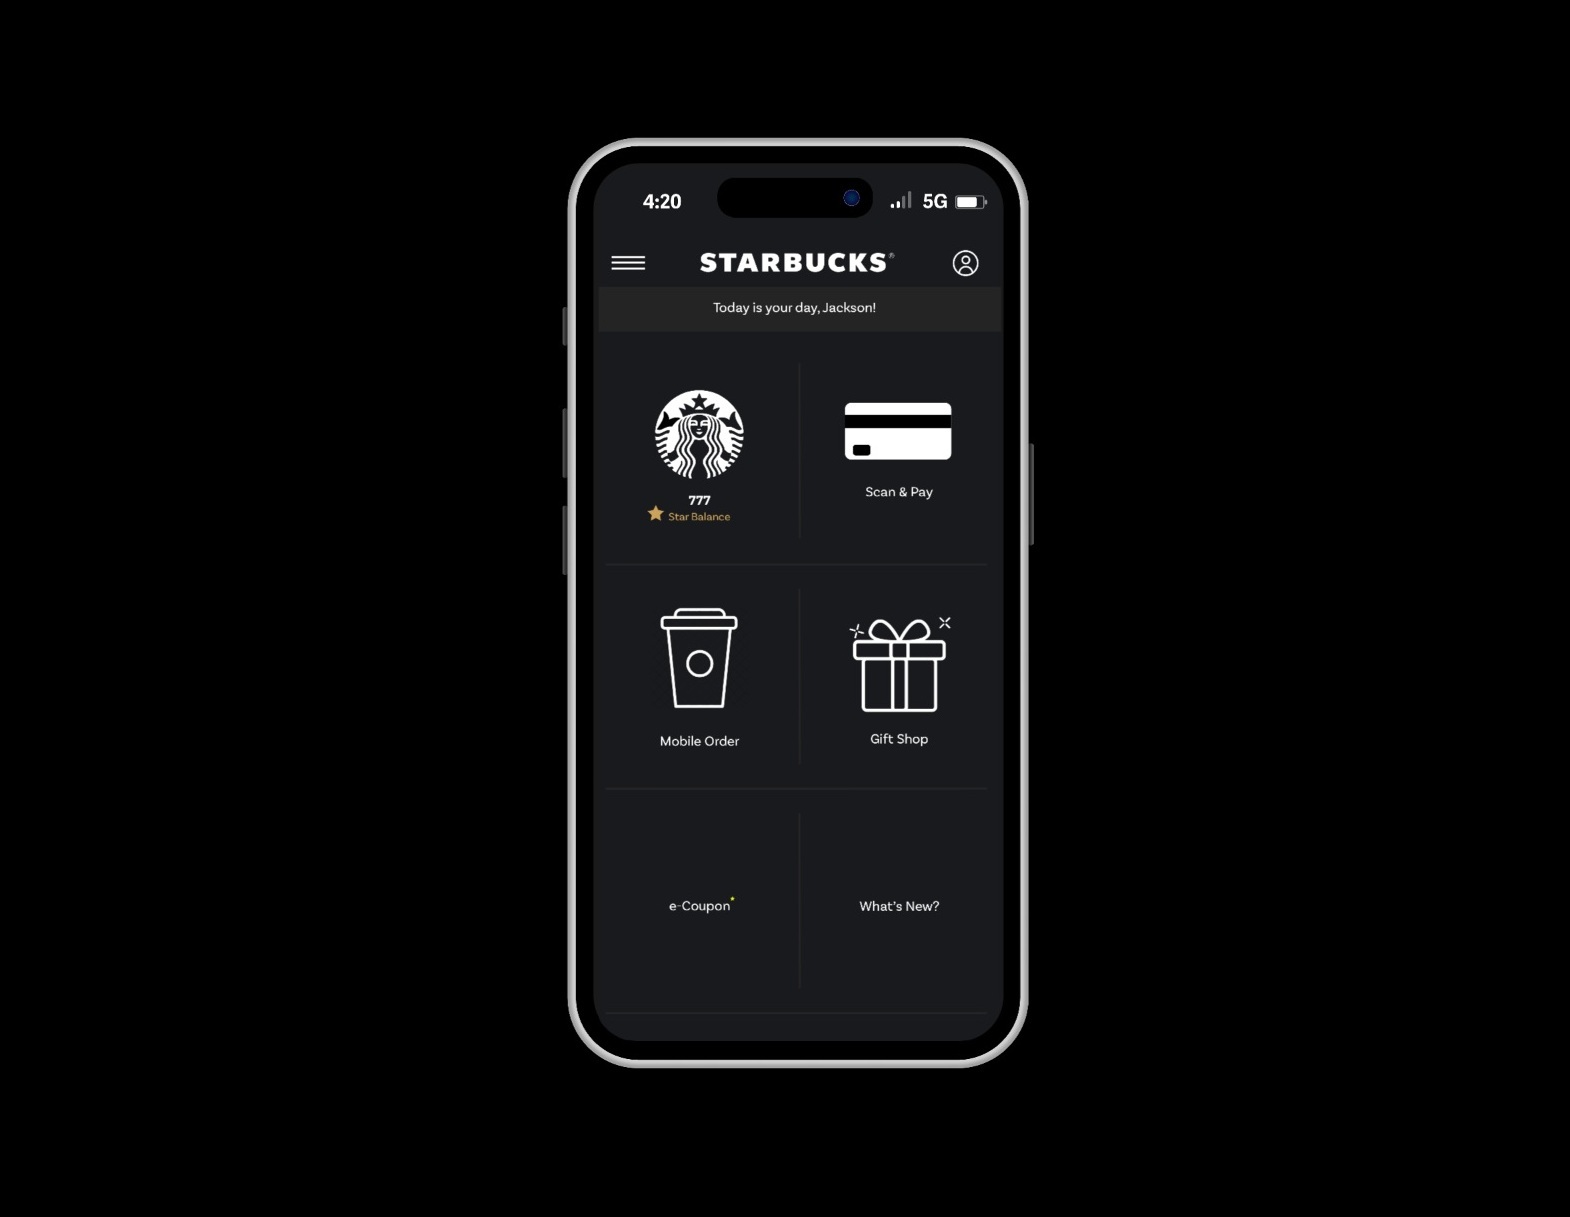 4:20 5G
STARBUCKS®
Today is your day, Jackson!
777
Star Balance
Scan & Pay
Mobile Order
Gift Shop
e-Coupon
What's New?